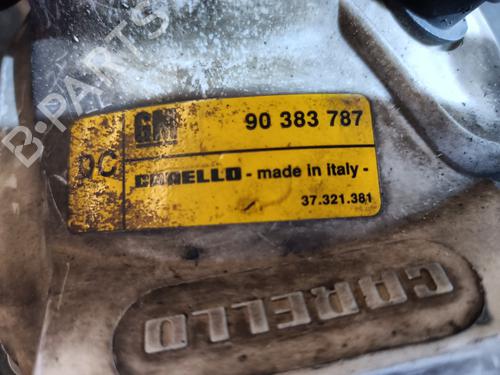 B-PARTS
GM 90 383 787
DC
CARELLO - made in italy -
37.321.381
CARELLO